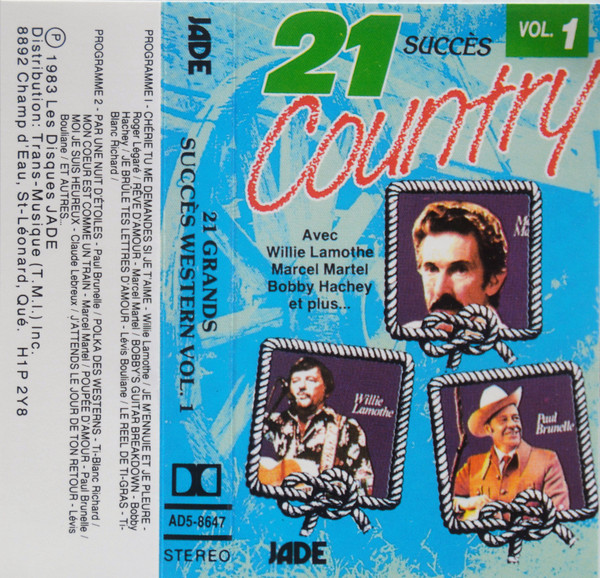 21 SUCCÈS
VOL. 1
country
Avec
Willie Lamothe
Marcel Martel
Bobby Hachey
et plus...
Willie
Lamothe
Paul
Brunelle
JADE
JADE
21 GRANDS
SUCCÈS WESTERN VOL. 1
AD5-8647
STEREO
PROGRAMME I - CHÉRIE TU ME DEMANDES SI JE T'AIME - Willie Lamothe / JE M'ENNUIE ET JE PLEURE -
Roger Légaré / RÊVE D'AMOUR - Marcel Martel / BOBBY'S GUITAR BREAKDOWN - Bobby
Hachey / JE BRÛLE TES LETTRES D'AMOUR - Lévis Bouliane / LE REEL DE TI-GRAS - Ti-
Blanc Richard
PROGRAMME 2 - PAR UNE NUIT D'ÉTOILES - Paul Brunelle / POLKA DES WESTERNS - Ti-Blanc Richard /
MON COEUR EST COMME UN TRAIN - Marcel Martel / POUPÉE D'AMOUR - Paul Brunelle /
MOI JE SUIS HEUREUX - Claude Lebreux / J'ATTENDS LE JOUR DE TON RETOUR - Lévis
Bouliane / ET AUTRES...
Ⓟ 1983 Les Disques JADE
Distribution: Trans-Musique (T.M.I.) Inc.
8892 Champ d'Eau, St-Léonard, Qué. H1P 2Y8